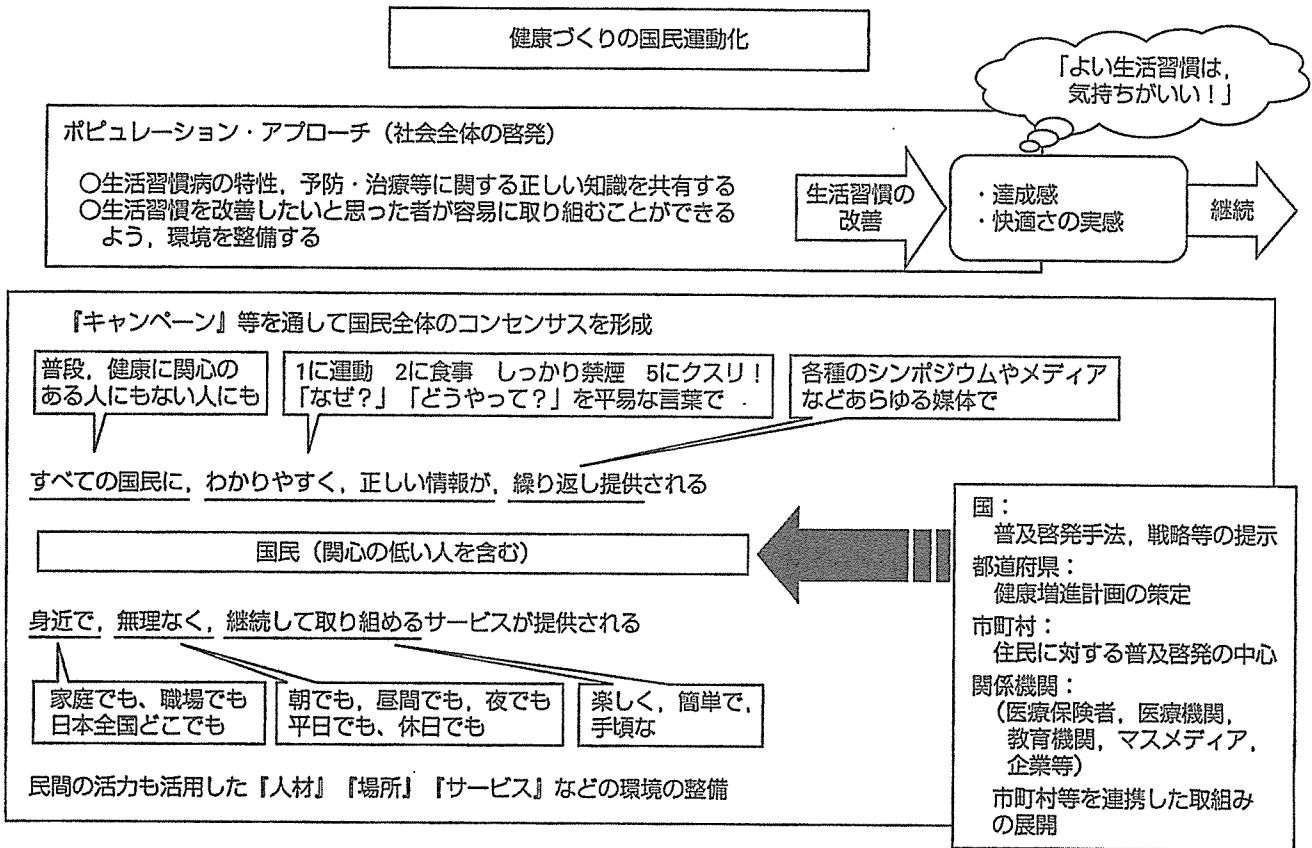 健康づくりの国民運動化
「よい生活習慣は,
気持ちがいい！」
ポピュレーション・アプローチ（社会全体の啓発）
○生活習慣病の特性，予防・治療等に関する正しい知識を共有する
○生活習慣を改善したいと思った者が容易に取り組むことができる
よう，環境を整備する
生活習慣の
改善
・達成感
・快適さの実感
継続
『キャンペーン』等を通して国民全体のコンセンサスを形成
普段，健康に関心の
ある人にもない人にも
1に運動　2に食事　しっかり禁煙　5にクスリ！
「なぜ？」「どうやって？」を平易な言葉で
各種のシンポジウムやメディア
などあらゆる媒体で
すべての国民に，わかりやすく，正しい情報が，繰り返し提供される
国民（関心の低い人を含む）
身近で，無理なく，継続して取り組めるサービスが提供される
家庭でも、職場でも
日本全国どこでも
朝でも，昼間でも，夜でも
平日でも、休日でも
楽しく，簡単で，
手頃な
民間の活力も活用した『人材』『場所』『サービス』などの環境の整備
国：
普及啓発手法，戦略等の提示
都道府県：
健康増進計画の策定
市町村：
住民に対する普及啓発の中心
関係機関：
（医療保険者，医療機関，
教育機関，マスメディア，
企業等）
市町村等を連携した取組み
の展開